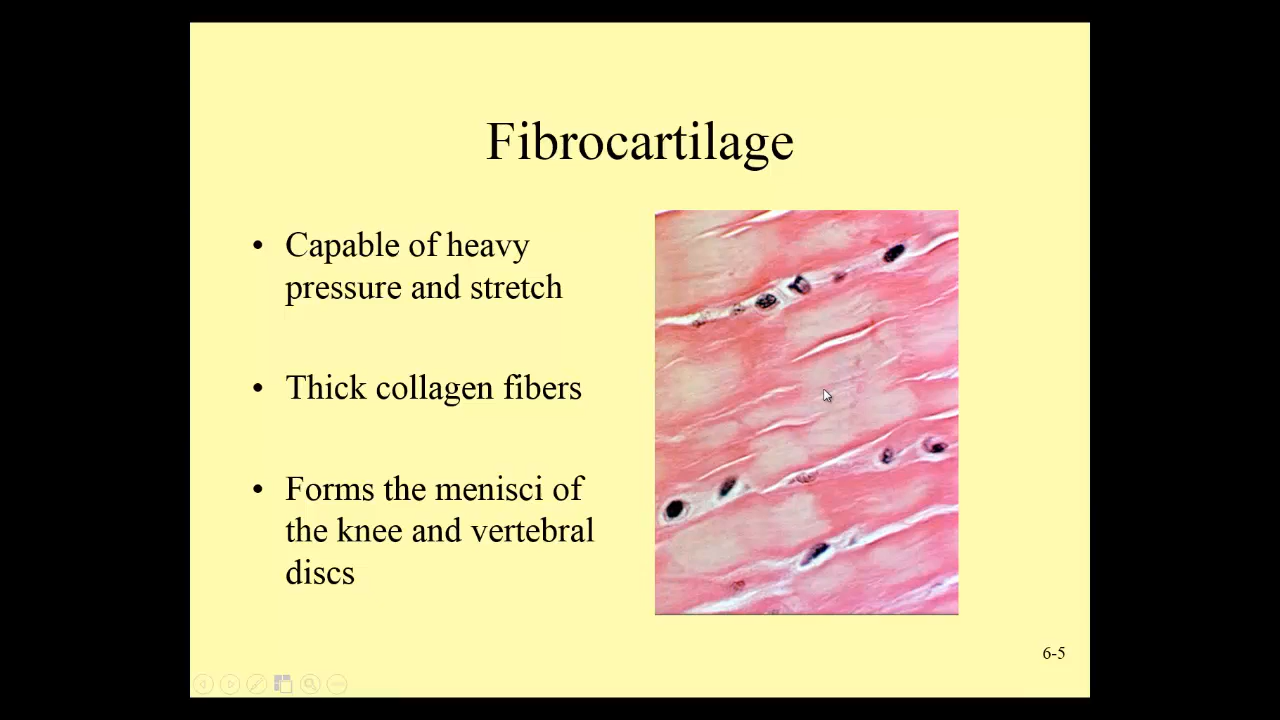 Fibrocartilage
• Capable of heavy
pressure and stretch
• Thick collagen fibers
• Forms the menisci of
the knee and vertebral
discs
6-5